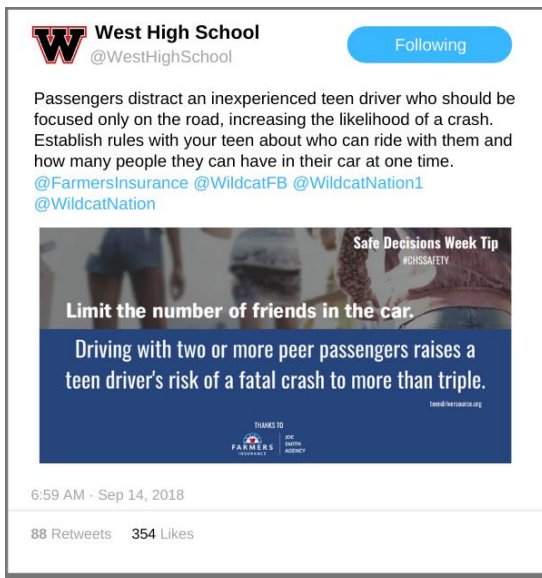 W West High School
@WestHighSchool
Following
Passengers distract an inexperienced teen driver who should be
focused only on the road, increasing the likelihood of a crash.
Establish rules with your teen about who can ride with them and
how many people they can have in their car at one time.
@FarmersInsurance @WildcatFB @WildcatNation1
@WildcatNation
Safe Decisions Week Tip
#CHSSAFETY
Limit the number of friends in the car.
Driving with two or more peer passengers raises a
teen driver's risk of a fatal crash to more than triple.
teendriversource.org
THANKS TO
FARMERS
INSURANCE
JOE
SMITH
AGENCY
6:59 AM · Sep 14, 2018
88 Retweets 354 Likes